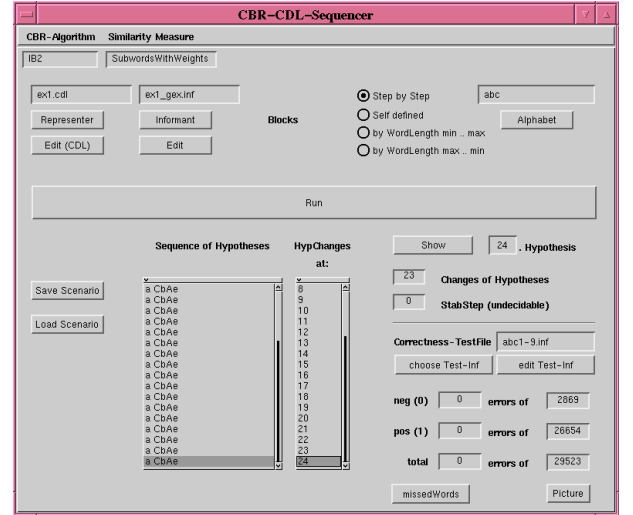 CBR-CDL-Sequencer
CBR-Algorithm Similarity Measure
IB2 SubwordsWithWeights
ex1.cdl ex1_gex.inf Step by Step abc
Representer Informant Blocks Self defined Alphabet
Edit (CDL) Edit by WordLength min .. max
by WordLength max .. min
Run
Sequence of Hypotheses HypChanges Show 24 . Hypothesis
at:
23 Changes of Hypotheses
Save Scenario a CbAe 8
a CbAe 9 0 StabStep (undecidable)
a CbAe 10
Load Scenario a CbAe 11
a CbAe 12
a CbAe 13 Correctness-TestFile abc1-9.inf
a CbAe 14
a CbAe 15 choose Test-Inf edit Test-Inf
a CbAe 16
a CbAe 17
a CbAe 18 neg (0) 0 errors of 2869
a CbAe 19
a CbAe 20
a CbAe 21 pos (1) 0 errors of 26654
a CbAe 22
a CbAe 23
a CbAe 24 total 0 errors of 29523
missedWords Picture